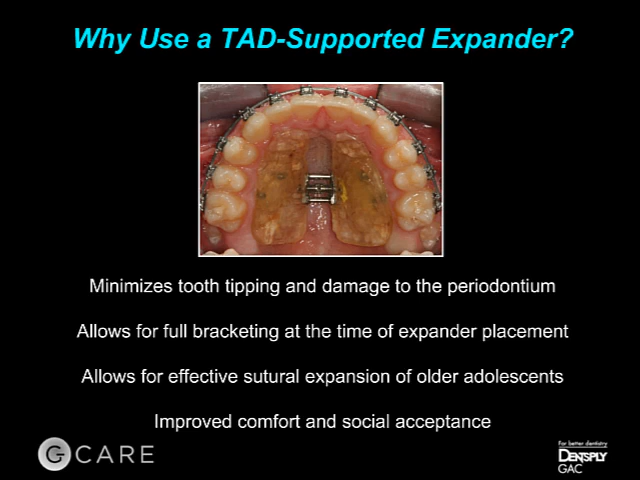 Why Use a TAD-Supported Expander?
Minimizes tooth tipping and damage to the periodontium
Allows for full bracketing at the time of expander placement
Allows for effective sutural expansion of older adolescents
Improved comfort and social acceptance
G CARE
For better dentistry
DENTSPLY
GAC